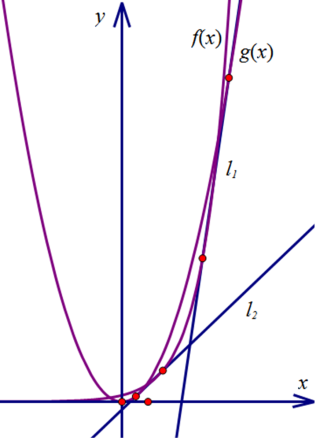 y
f(x)
g(x)
l₁
l₂
x